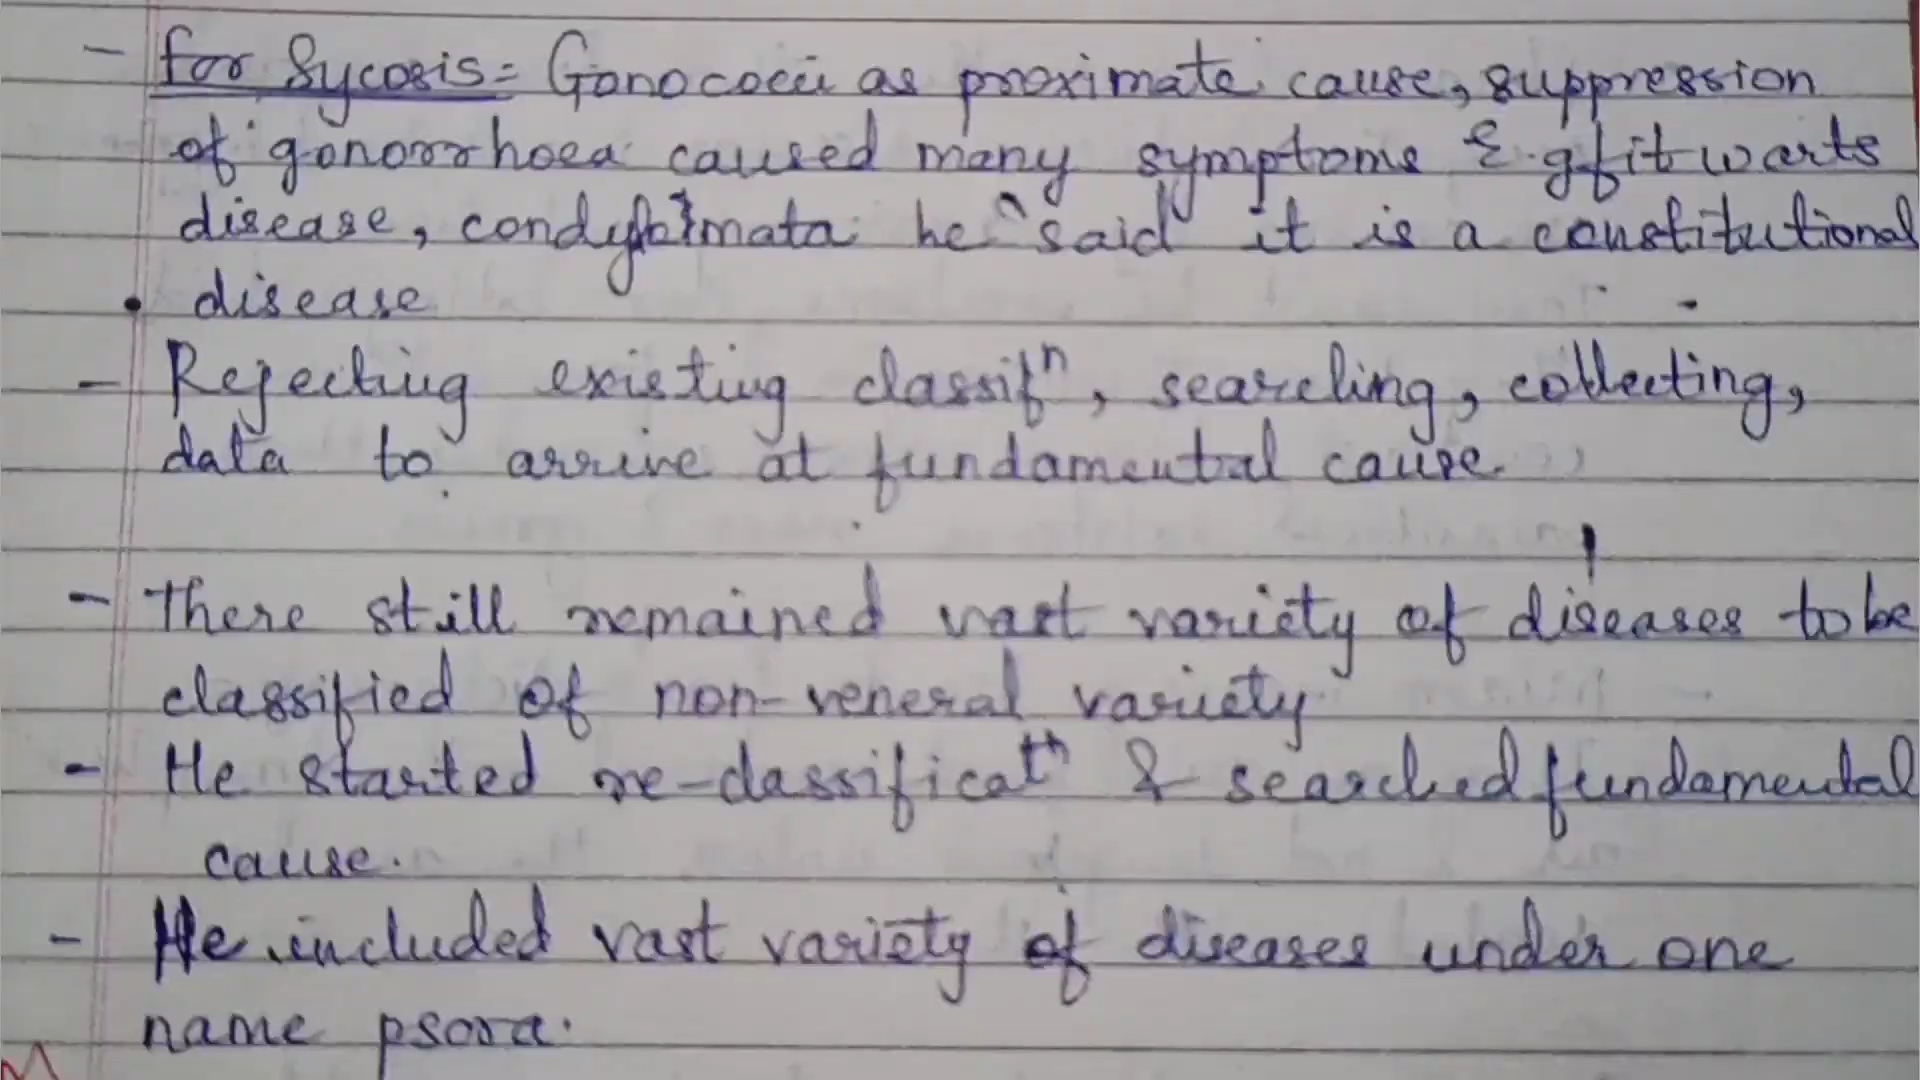 - For Sycosis = Gonococci as proximate cause, suppression
of gonorrhoea caused many symptoms E.g fit warts
disease, condylomata he said it is a constitutional
• disease
- Rejecting existing classifⁿ, searching, collecting,
data to arrive at fundamental cause.
- There still remained vast variety of diseases to be
classified of non-veneral variety
- He started re-classificatⁿ & searched fundamental
cause.
- He included vast variety of diseases under one
name psora.